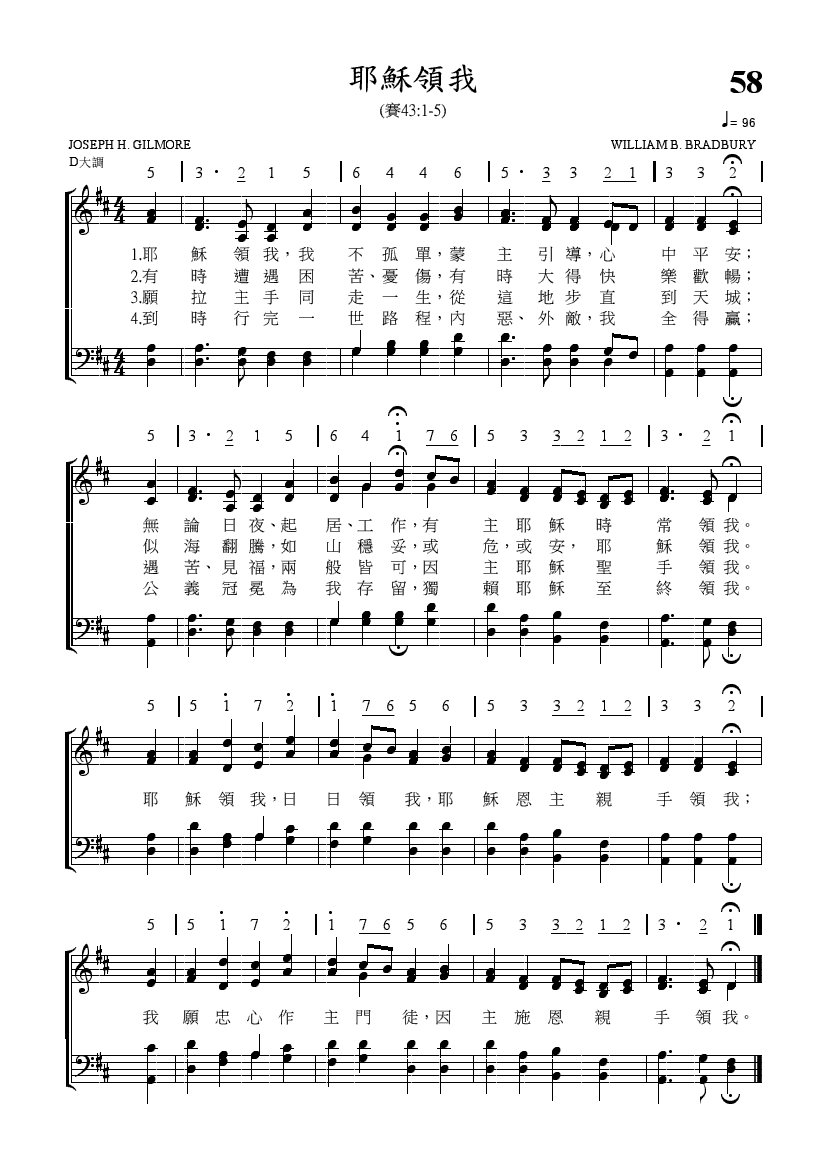 耶穌領我
58
(賽43:1-5)
♩= 96
JOSEPH H. GILMORE WILLIAM B. BRADBURY
D大調
5 | 3 · 2 1 5 | 6 4 4 6 | 5 · 3 3 2 1 | 3 3 2 |
4 4
1.耶 穌 領 我,我 不 孤 單,蒙 主 引 導,心 中 平 安;
2.有 時 遭 遇 困 苦、憂 傷,有 時 大 得 快 樂 歡 暢;
3.願 拉 主 手 同 走 一 生,從 這 地 步 直 到 天 城;
4.到 時 行 完 一 世 路 程,內 惡、外 敵,我 全 得 贏;
4 4
5 | 3 · 2 1 5 | 6 4 1 7 6 | 5 3 3 2 1 2 | 3 · 2 1 |
無 論 日 夜、起 居、工 作,有 主 耶 穌 時 常 領 我。
似 海 翻 騰,如 山 穩 妥,或 危,或 安, 耶 穌 領 我。
遇 苦、見 福,兩 般 皆 可,因 主 耶 穌 聖 手 領 我。
公 義 冠 冕 為 我 存 留,獨 賴 耶 穌 至 終 領 我。
5 | 5 1 7 2 | 1 7 6 5 6 | 5 3 3 2 1 2 | 3 3 2 |
耶 穌 領 我,日 日 領 我,耶 穌 恩 主 親 手 領 我;
5 | 5 1 7 2 | 1 7 6 5 6 | 5 3 3 2 1 2 | 3 · 2 1
我 願 忠 心 作 主 門 徒,因 主 施 恩 親 手 領 我。